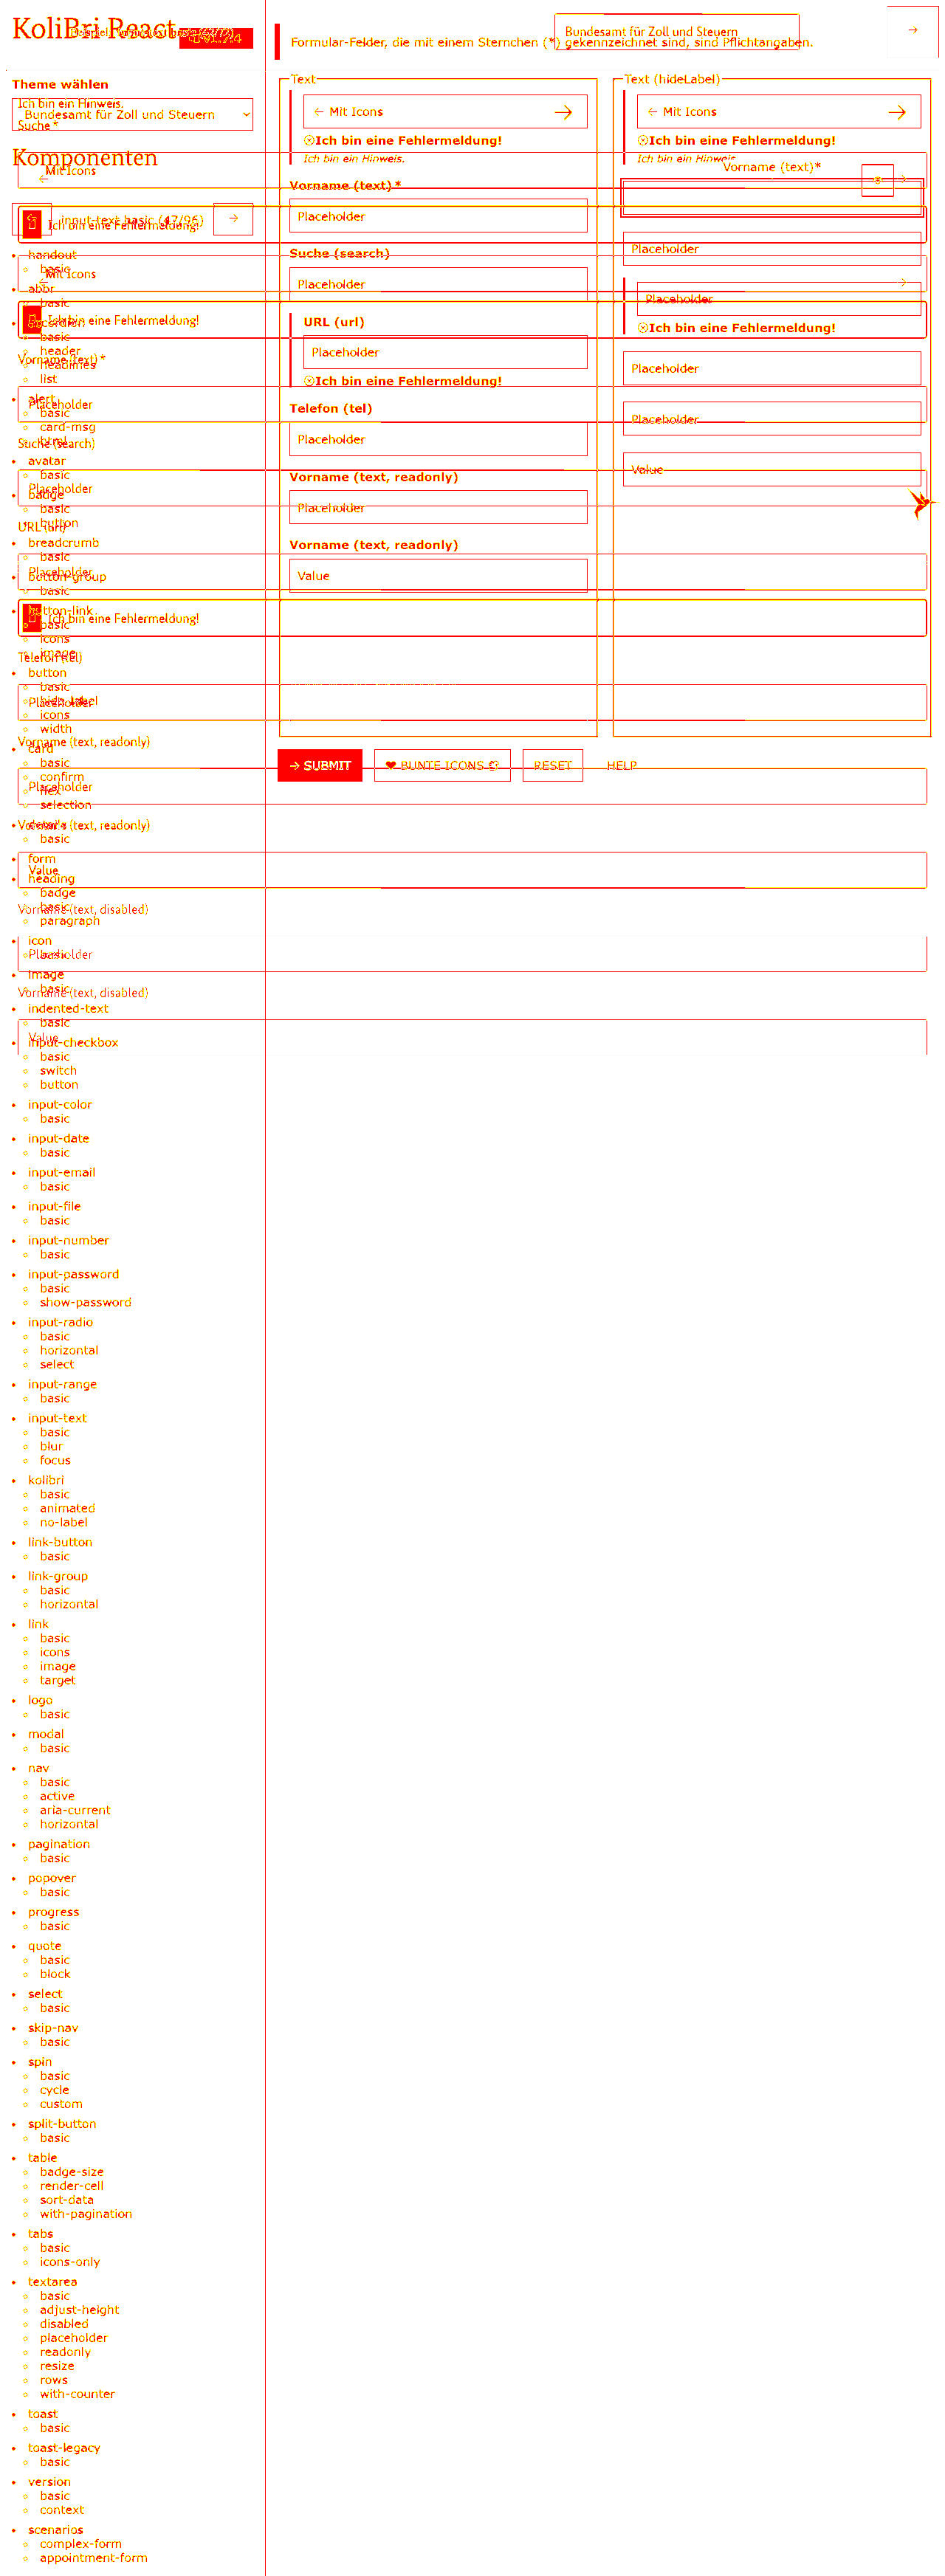 KoliBri React
Bundesamt für Zoll und Steuern
→
Formular-Felder, die mit einem Sternchen (*) gekennzeichnet sind, sind Pflichtangaben.
Theme wählen
Ich bin ein Hinweis.
Bundesamt für Zoll und Steuern
Suche *
Komponenten
Mit Icons
input-text basic (47/96)
Ich bin eine Fehlermeldung!
handout
basic
Mit Icons
abbr
basic
Ich bin eine Fehlermeldung!
accordion
basic
header
Vorname (text) *
headlines
list
alert
Placeholder
basic
card-msg
html
Suche (search)
avatar
basic
Placeholder
badge
basic
button
URL (url)
breadcrumb
basic
Placeholder
button-group
basic
button-link
Ich bin eine Fehlermeldung!
basic
icons
image
Telefon (tel)
button
basic
hide-label
Placeholder
icons
width
Vorname (text, readonly)
card
basic
confirm
flex
Placeholder
selection
details
Vorname (text, readonly)
basic
form
Value
heading
badge
basic
Vorname (text, disabled)
paragraph
icon
basic
Placeholder
image
basic
Vorname (text, disabled)
indented-text
basic
Value
input-checkbox
basic
switch
button
input-color
basic
input-date
basic
input-email
basic
input-file
basic
input-number
basic
input-password
basic
show-password
input-radio
basic
horizontal
select
input-range
basic
input-text
basic
blur
focus
kolibri
basic
animated
no-label
link-button
basic
link-group
basic
horizontal
link
basic
icons
image
target
logo
basic
modal
basic
nav
basic
active
aria-current
horizontal
pagination
basic
popover
basic
progress
basic
quote
basic
block
select
basic
skip-nav
basic
spin
basic
cycle
custom
split-button
basic
table
badge-size
render-cell
sort-data
with-pagination
tabs
basic
icons-only
textarea
basic
adjust-height
disabled
placeholder
readonly
resize
rows
with-counter
toast
basic
toast-legacy
basic
version
basic
context
scenarios
complex-form
appointment-form
Text
← Mit Icons →
Ich bin eine Fehlermeldung!
Ich bin ein Hinweis.
Vorname (text)*
Placeholder
Suche (search)
Placeholder
URL (url)
Placeholder
Ich bin eine Fehlermeldung!
Telefon (tel)
Placeholder
Vorname (text, readonly)
Placeholder
Vorname (text, readonly)
Value
Text (hideLabel)
← Mit Icons →
Ich bin eine Fehlermeldung!
Ich bin ein Hinweis.
Vorname (text)*
Placeholder
Placeholder
Ich bin eine Fehlermeldung!
Placeholder
Placeholder
Value
→ SUBMIT
BUNTE ICONS
RESET
HELP